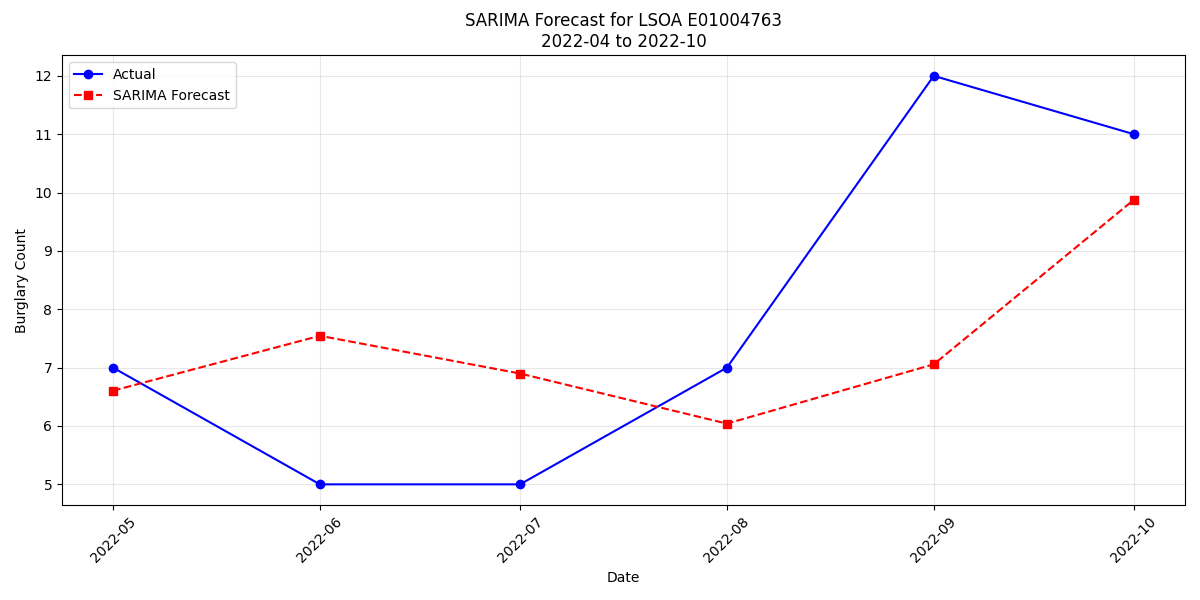 SARIMA Forecast for LSOA E01004763
2022-04 to 2022-10
Actual
SARIMA Forecast
12
11
10
9
8
7
6
5
Burglary Count
2022-05
2022-06
2022-07
2022-08
2022-09
2022-10
Date